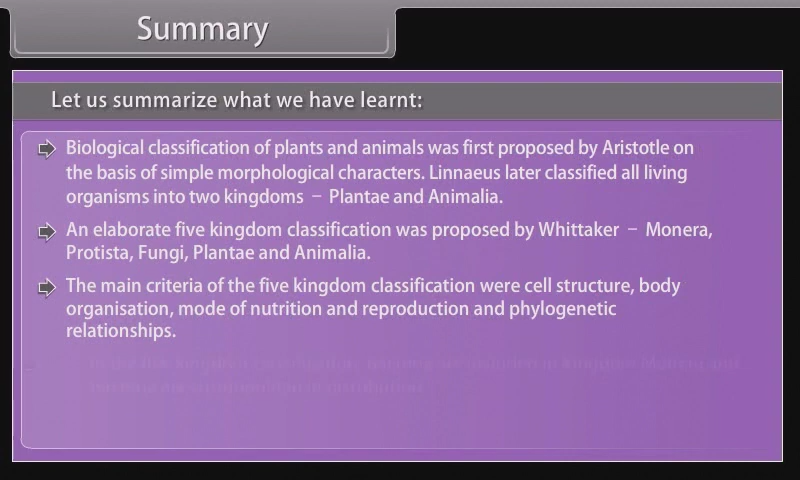 Summary
Let us summarize what we have learnt:
Biological classification of plants and animals was first proposed by Aristotle on
the basis of simple morphological characters. Linnaeus later classified all living
organisms into two kingdoms – Plantae and Animalia.
An elaborate five kingdom classification was proposed by Whittaker – Monera,
Protista, Fungi, Plantae and Animalia.
The main criteria of the five kingdom classification were cell structure, body
organisation, mode of nutrition and reproduction and phylogenetic
relationships.